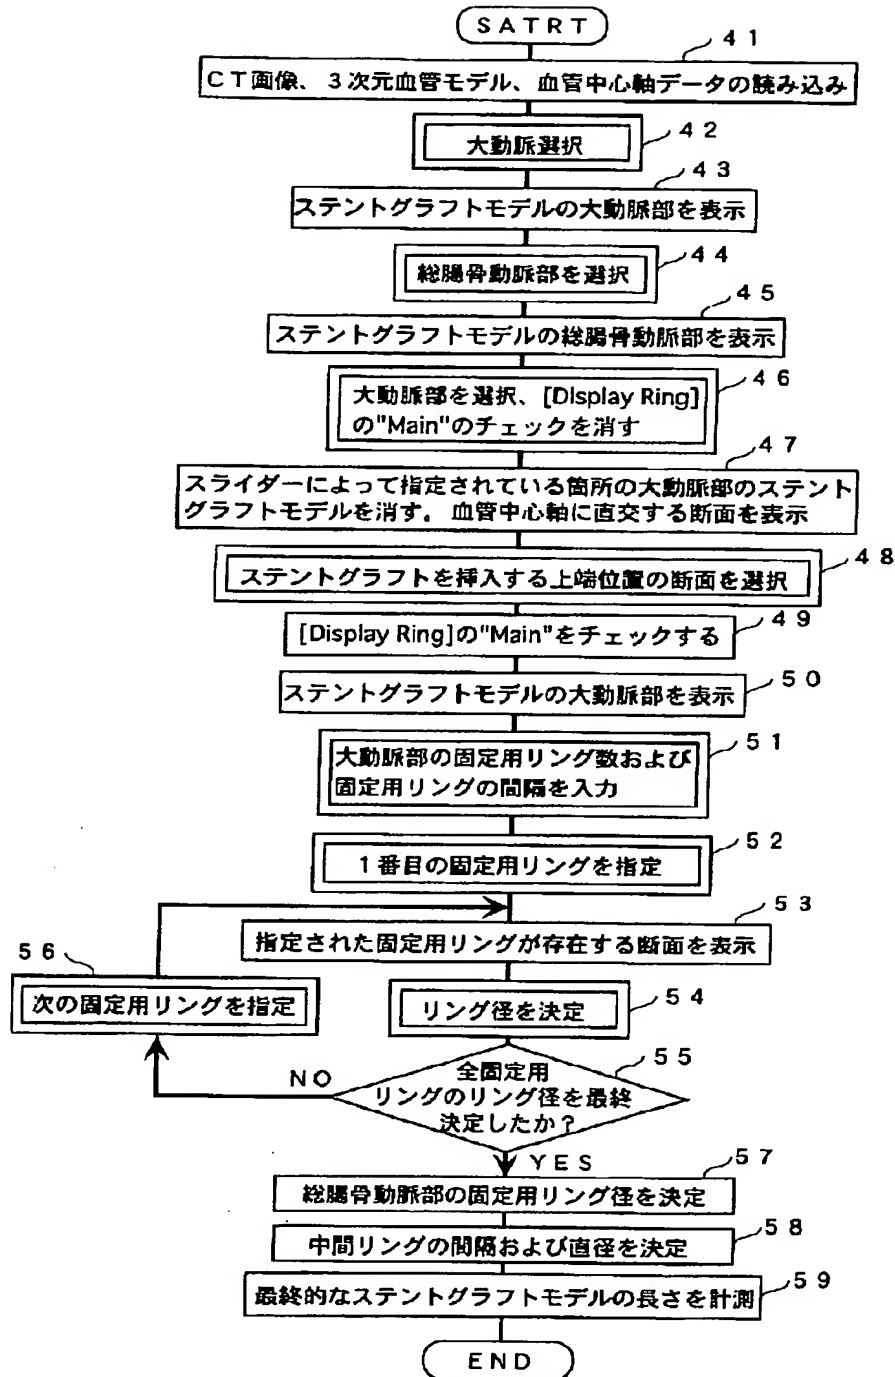 SATRT
41
CT画像、3次元血管モデル、血管中心軸データの読み込み
42
大動脈選択
43
ステントグラフトモデルの大動脈部を表示
44
総腸骨動脈部を選択
45
ステントグラフトモデルの総腸骨動脈部を表示
46
大動脈部を選択、[Display Ring]
の"Main"のチェックを消す
47
スライダーによって指定されている箇所の大動脈部のステント
グラフトモデルを消す。血管中心軸に直交する断面を表示
48
ステントグラフトを挿入する上端位置の断面を選択
49
[Display Ring]の"Main"をチェックする
50
ステントグラフトモデルの大動脈部を表示
51
大動脈部の固定用リング数および
固定用リングの間隔を入力
52
1番目の固定用リングを指定
53
指定された固定用リングが存在する断面を表示
56
次の固定用リングを指定
54
リング径を決定
55
全固定用
リングのリング径を最終
決定したか?
NO
YES
57
総腸骨動脈部の固定用リング径を決定
58
中間リングの間隔および直径を決定
59
最終的なステントグラフトモデルの長さを計測
END